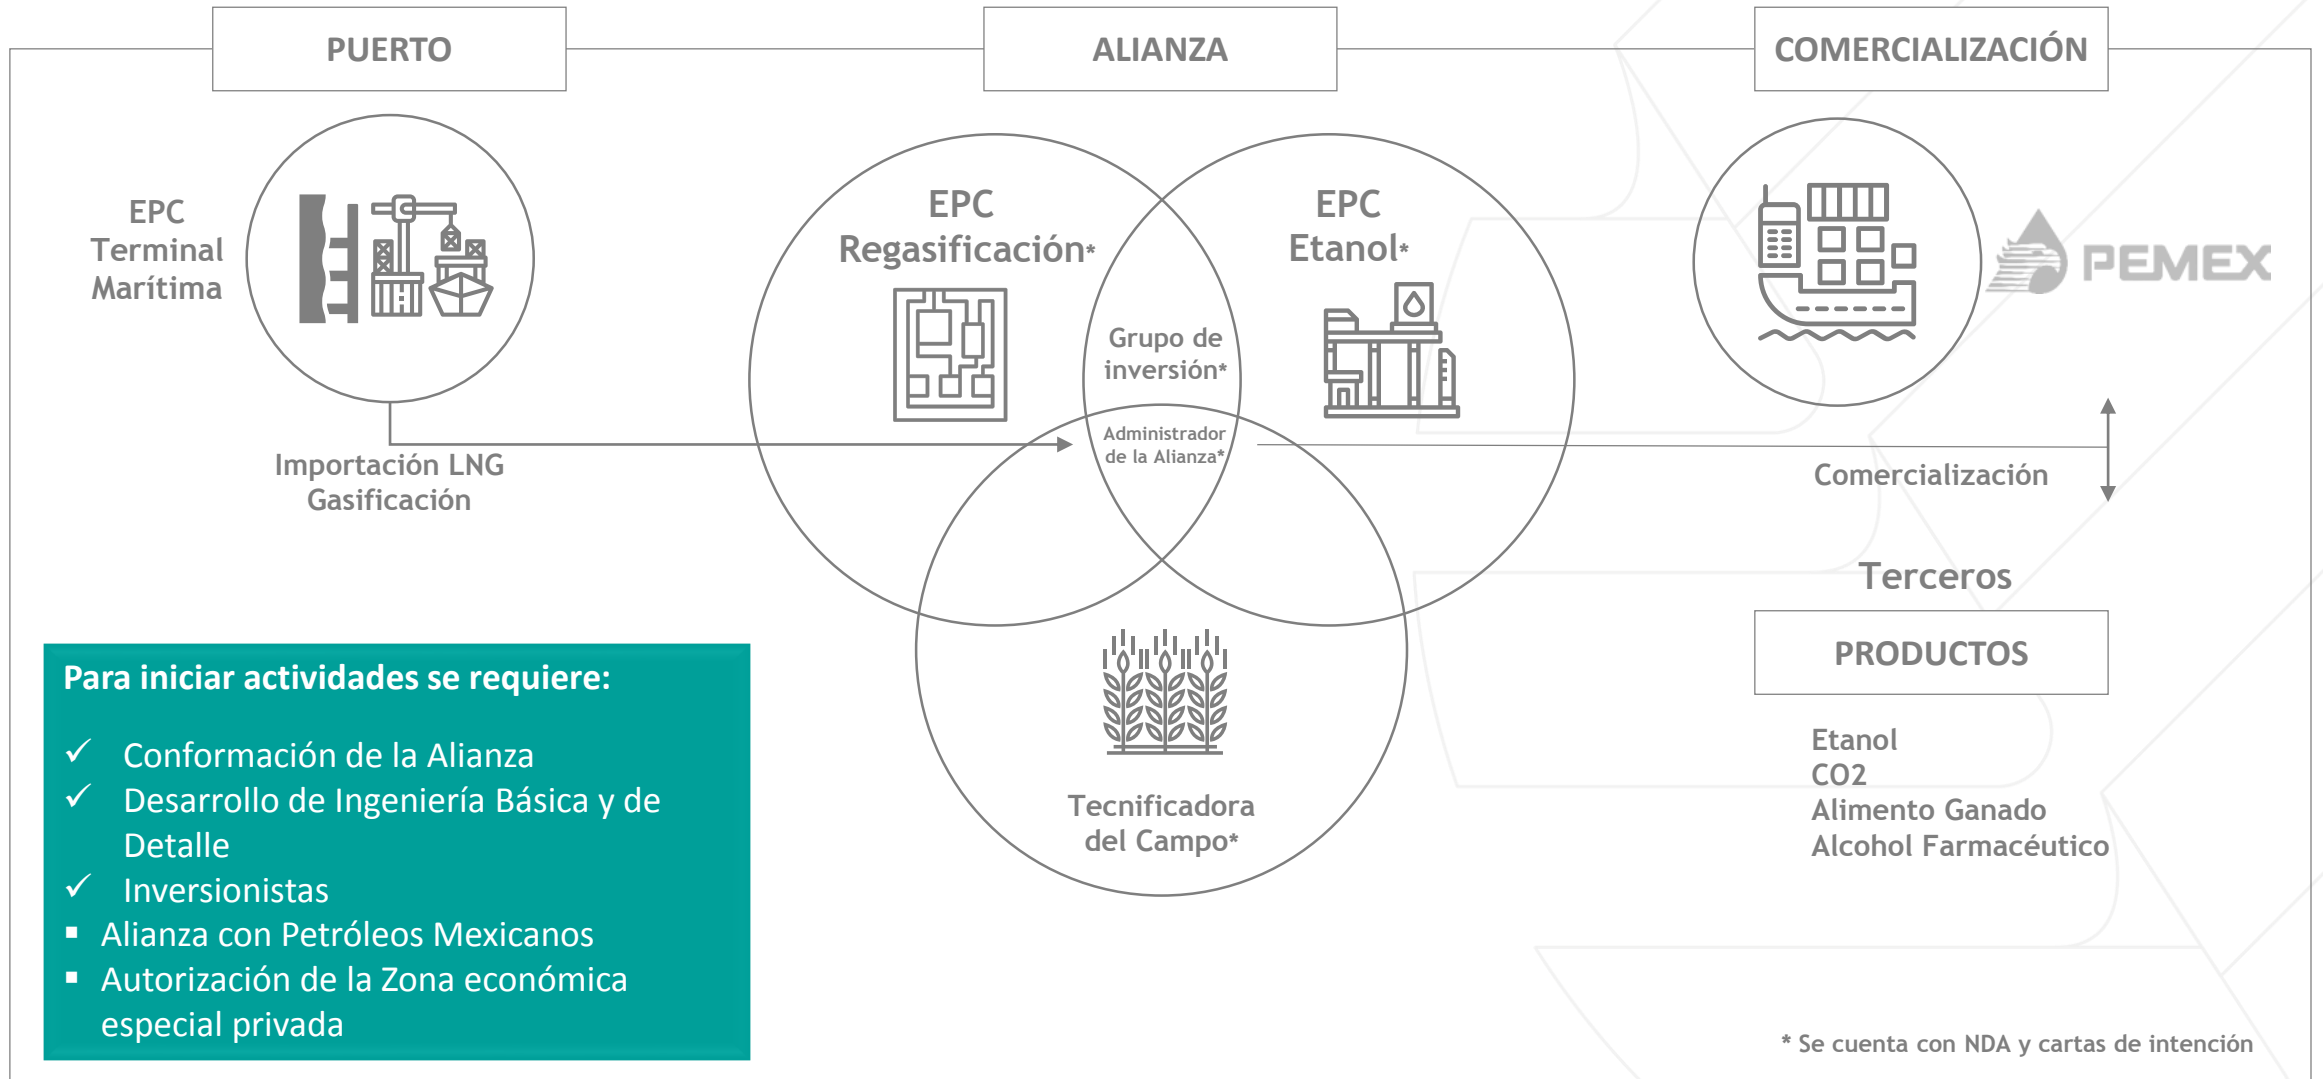 PUERTO
ALIANZA
COMERCIALIZACIÓN
EPC
Terminal
Marítima
Importación LNG
Gasificación
EPC
Regasificación*
EPC
Etanol*
Grupo de
inversión*
Administrador
de la Alianza*
Tecnificadora
del Campo*
PEMEX
Comercialización
Terceros
PRODUCTOS
Etanol
CO2
Alimento Ganado
Alcohol Farmacéutico
Para iniciar actividades se requiere:
✓ Conformación de la Alianza
✓ Desarrollo de Ingeniería Básica y de
Detalle
✓ Inversionistas
▪ Alianza con Petróleos Mexicanos
▪ Autorización de la Zona económica
especial privada
* Se cuenta con NDA y cartas de intención